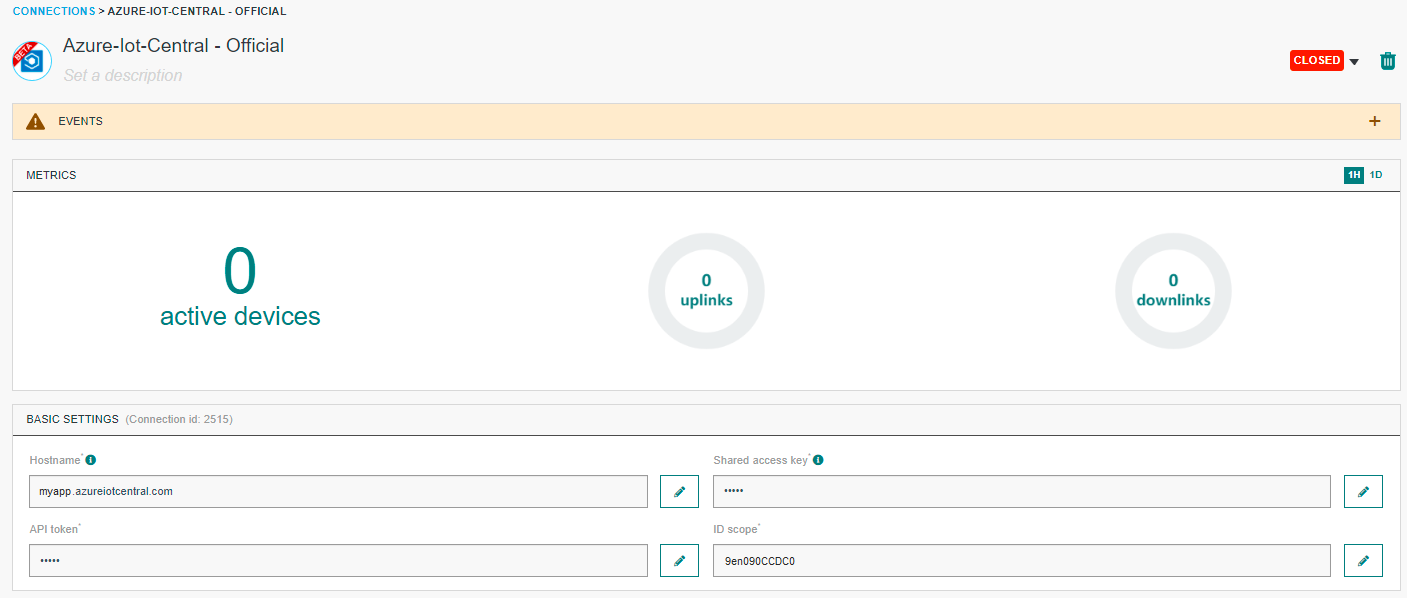 CONNECTIONS > AZURE-IOT-CENTRAL - OFFICIAL
BETA
Azure-Iot-Central - Official
Set a description
CLOSED
EVENTS
METRICS
1H 1D
0
active devices
0
uplinks
0
downlinks
BASIC SETTINGS (Connection id: 2515)
Hostname*
Shared access key*
myapp.azureiotcentral.com
•••••
API token*
ID scope*
•••••
9en090CCDC0